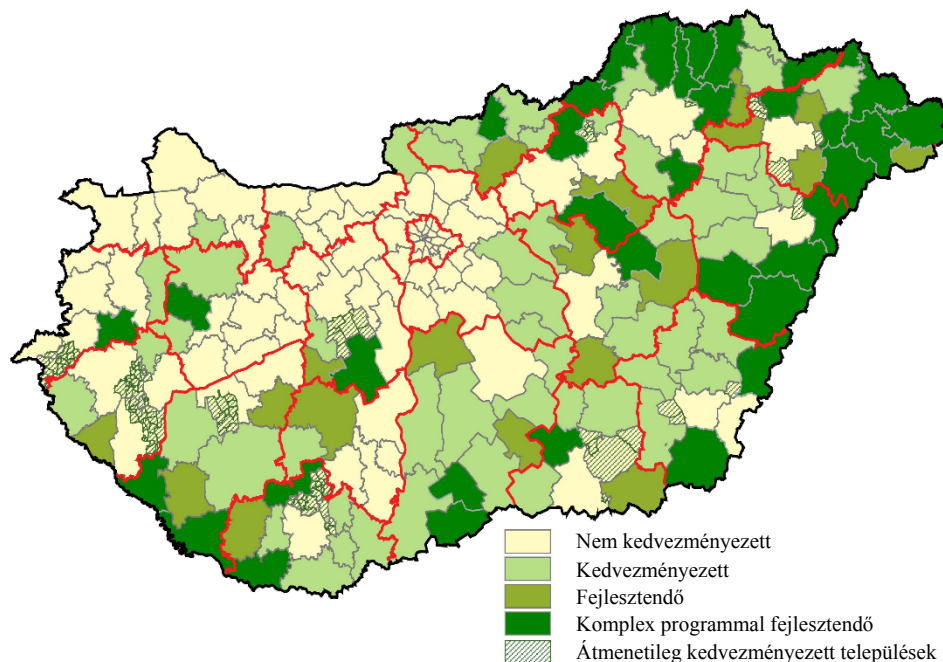 Nem kedvezményezett
Kedvezményezett
Fejlesztendő
Komplex programmal fejlesztendő
Átmenetileg kedvezményezett települések